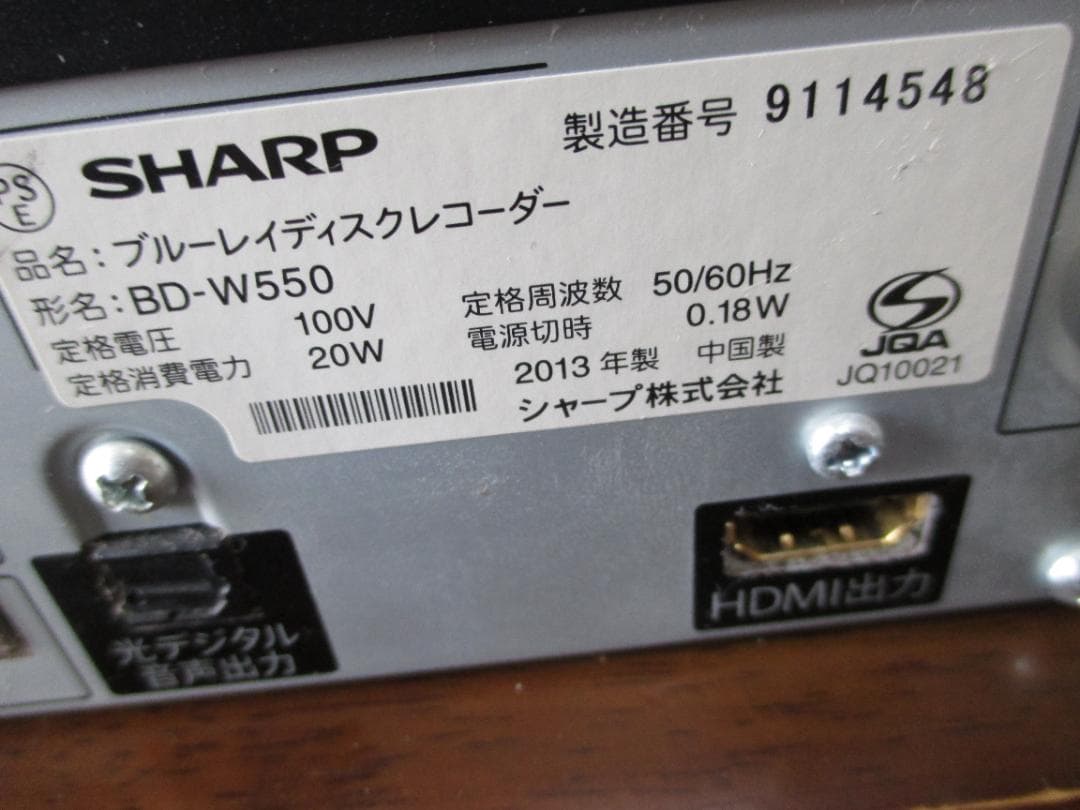 SHARP
製造番号 9114548
PS
E
品名:ブルーレイディスクレコーダー
形名:BD-W550
定格電圧 100V 定格周波数 50/60Hz
定格消費電力 20W 電源切時 0.18W
2013年製 中国製
シャープ株式会社
JQA
JQ10021
光デジタル
音声出力
HDMI出力